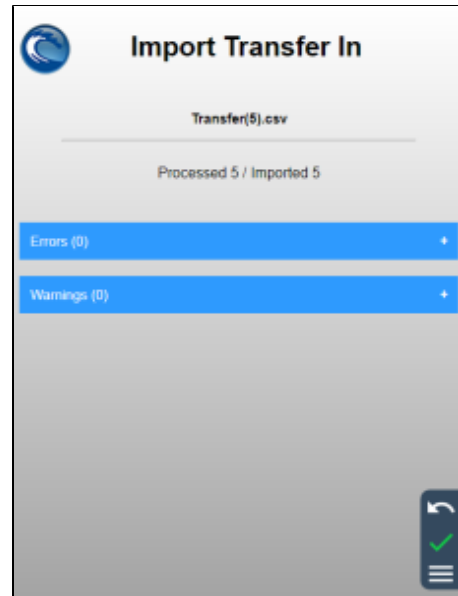 Import Transfer In
Transfer(5).csv
Processed 5 / Imported 5
Errors (0) +
Warnings (0) +